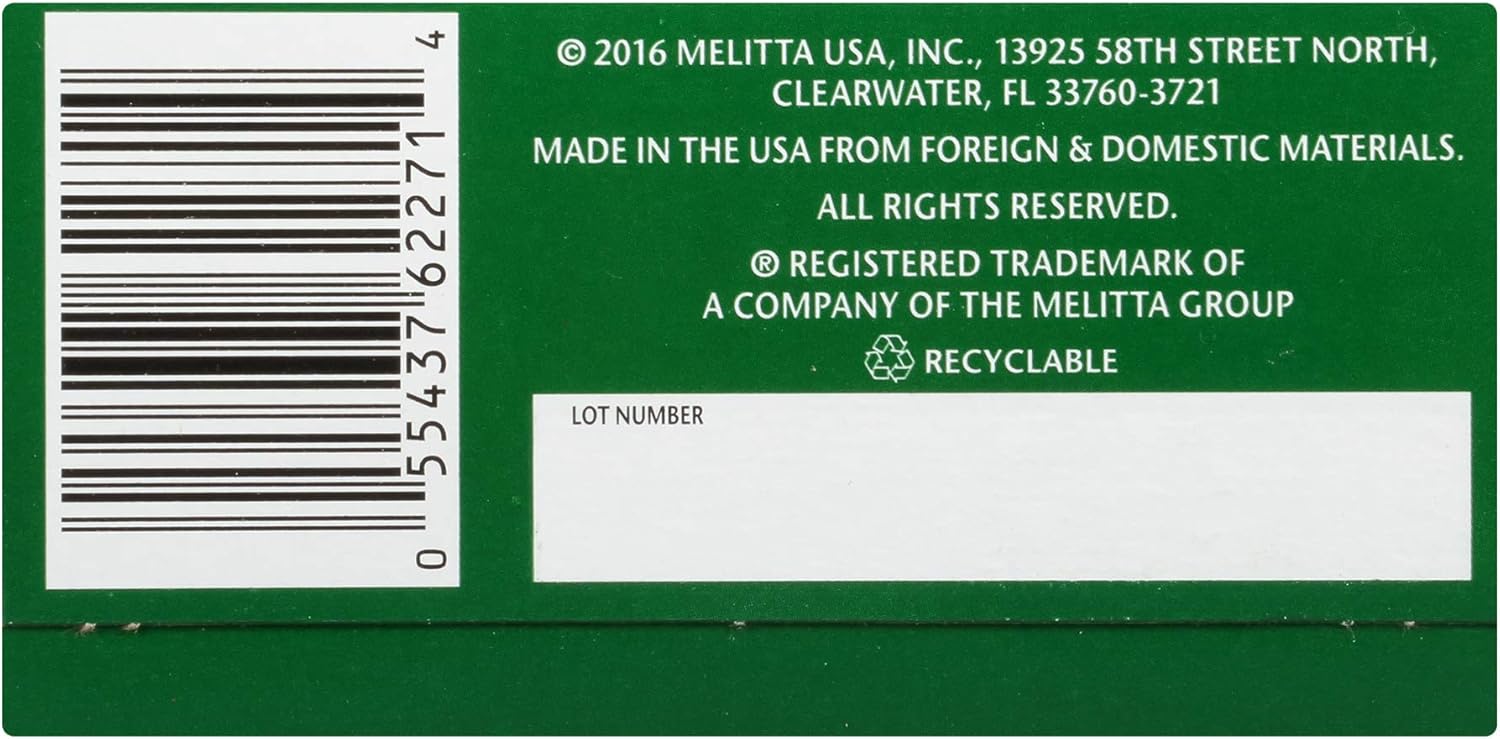 0 55437 62271 4
© 2016 MELITTA USA, INC., 13925 58TH STREET NORTH,
CLEARWATER, FL 33760-3721
MADE IN THE USA FROM FOREIGN & DOMESTIC MATERIALS.
ALL RIGHTS RESERVED.
® REGISTERED TRADEMARK OF
A COMPANY OF THE MELITTA GROUP
RECYCLABLE
LOT NUMBER